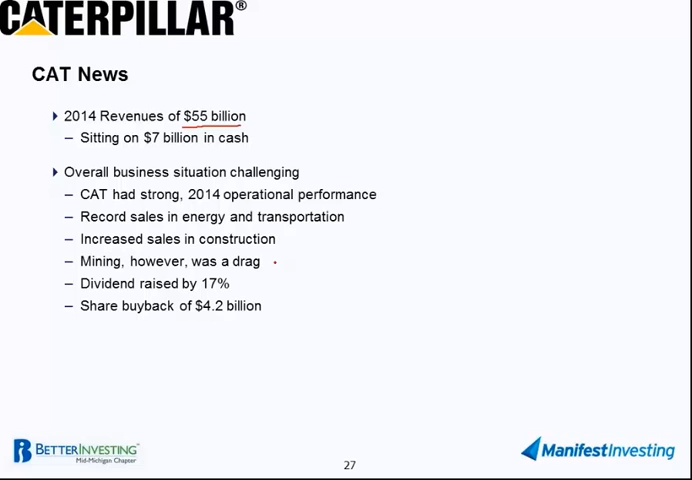 CATERPILLAR®
CAT News
2014 Revenues of $55 billion
– Sitting on $7 billion in cash
Overall business situation challenging
– CAT had strong, 2014 operational performance
– Record sales in energy and transportation
– Increased sales in construction
– Mining, however, was a drag
– Dividend raised by 17%
– Share buyback of $4.2 billion
BETTERINVESTING™
Mid-Michigan Chapter
27
ManifestInvesting